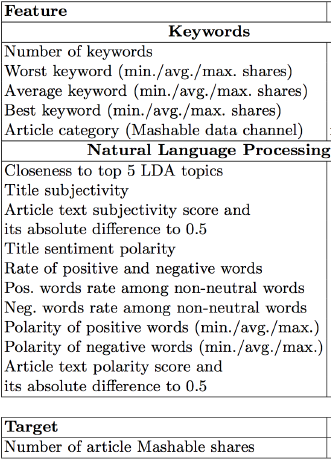 Feature
Keywords
Number of keywords
Worst keyword (min./avg./max. shares)
Average keyword (min./avg./max. shares)
Best keyword (min./avg./max. shares)
Article category (Mashable data channel)
Natural Language Processing
Closeness to top 5 LDA topics
Title subjectivity
Article text subjectivity score and
its absolute difference to 0.5
Title sentiment polarity
Rate of positive and negative words
Pos. words rate among non-neutral words
Neg. words rate among non-neutral words
Polarity of positive words (min./avg./max.)
Polarity of negative words (min./avg./max.)
Article text polarity score and
its absolute difference to 0.5
Target
Number of article Mashable shares